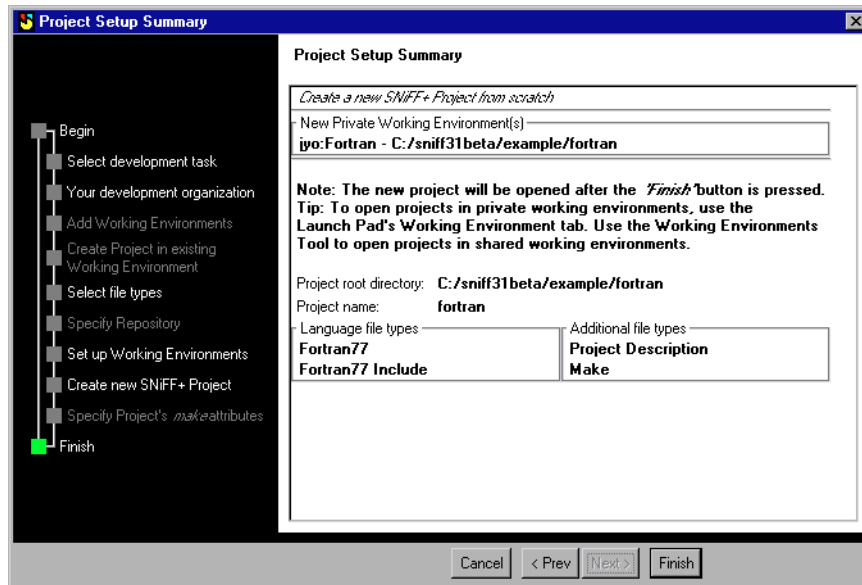 Project Setup Summary
Project Setup Summary
Create a new SNiFF+ Project from scratch
New Private Working Environment(s)
jyo:Fortran - C:/sniff31beta/example/fortran
Begin
Select development task
Your development organization
Add Working Environments
Create Project in existing
Working Environment
Select file types
Specify Repository
Set up Working Environments
Create new SNiFF+ Project
Specify Project's make attributes
Finish
Note: The new project will be opened after the 'Finish' button is pressed.
Tip: To open projects in private working environments, use the
Launch Pad's Working Environment tab. Use the Working Environments
Tool to open projects in shared working environments.
Project root directory: C:/sniff31beta/example/fortran
Project name: fortran
Language file types
Fortran77
Fortran77 Include
Additional file types
Project Description
Make
Cancel
< Prev
Next >
Finish